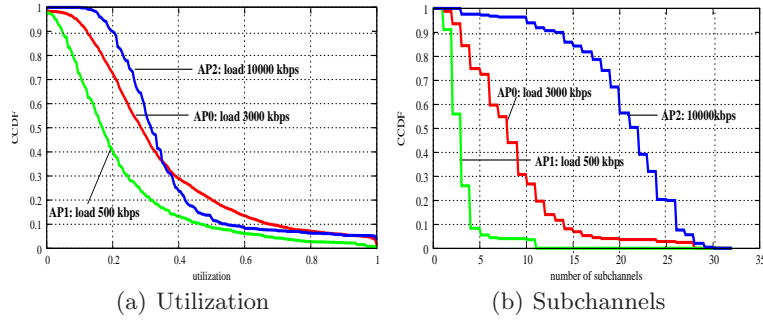 1
0.9
0.8
0.7
0.6
0.5
0.4
0.3
0.2
0.1
0
CCDF
AP2: load 10000 kbps
AP0: load 3000 kbps
AP1: load 500 kbps
0 0.2 0.4 0.6 0.8 1
utilization
(a) Utilization
1
0.9
0.8
0.7
0.6
0.5
0.4
0.3
0.2
0.1
0
CCDF
AP0: load 3000 kbps
AP2: 10000kbps
AP1: load 500 kbps
0 5 10 15 20 25 30 35
number of subchannels
(b) Subchannels